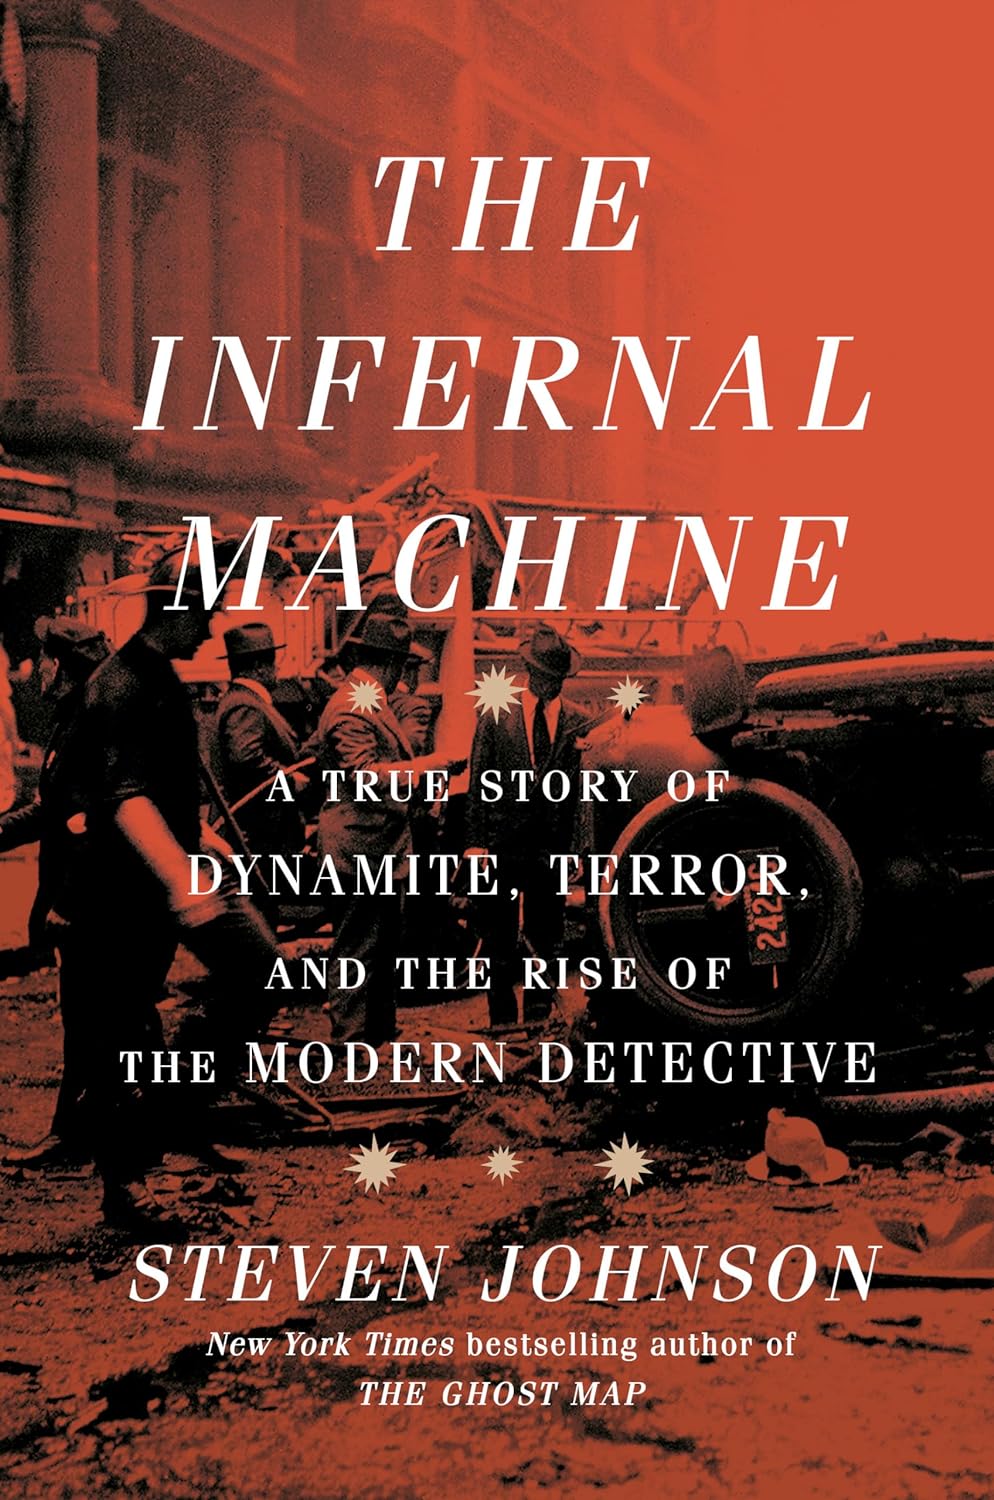 THE
INFERNAL
MACHINE
A TRUE STORY OF
DYNAMITE, TERROR,
AND THE RISE OF
THE MODERN DETECTIVE
STEVEN JOHNSON
New York Times bestselling author of
THE GHOST MAP